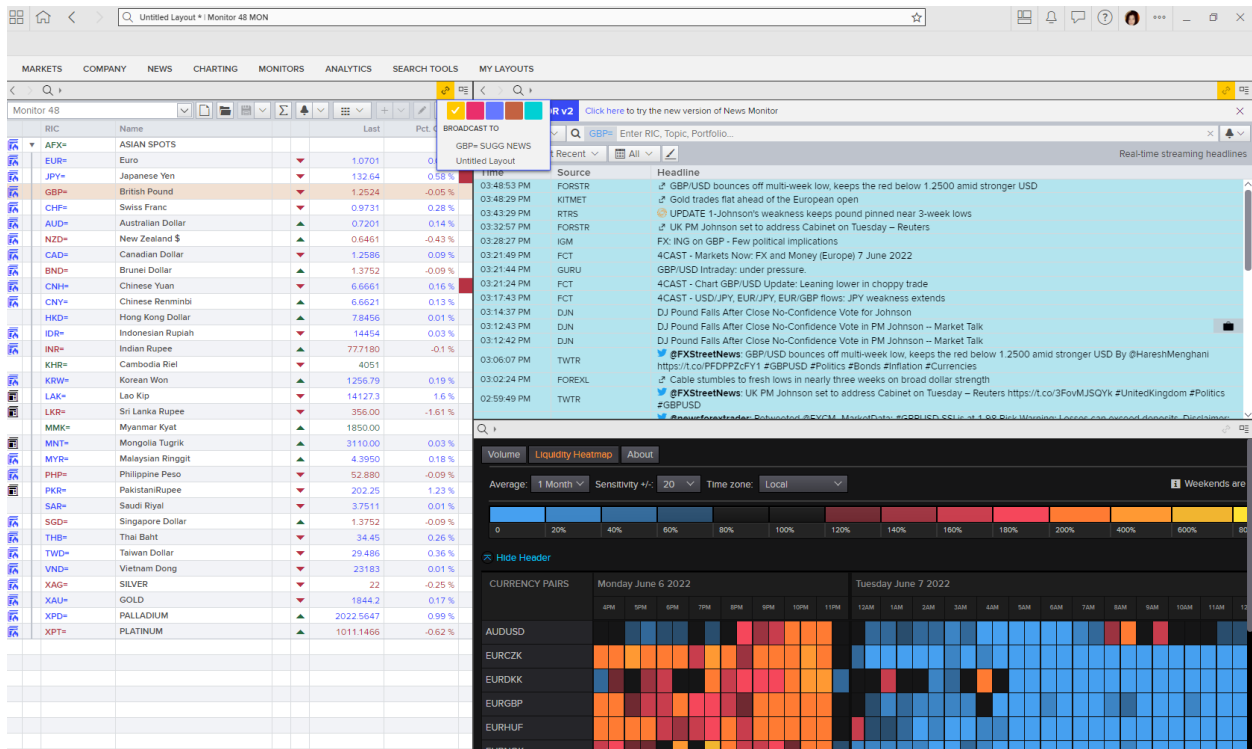 Untitled Layout * | Monitor 48 MON
MARKETS COMPANY NEWS CHARTING MONITORS ANALYTICS SEARCH TOOLS MY LAYOUTS
Monitor 48
RIC Name Last
AFX= ASIAN SPOTS
EUR= Euro 1.0701
JPY= Japanese Yen 132.64 0.58 %
GBP= British Pound 1.2524 -0.05 %
CHF= Swiss Franc 0.9731 0.28 %
AUD= Australian Dollar 0.7201 0.14 %
NZD= New Zealand $ 0.6461 -0.43 %
CAD= Canadian Dollar 1.2586 0.09 %
BND= Brunei Dollar 1.3752 -0.09 %
CNH= Chinese Yuan 6.6661 0.16 %
CNY= Chinese Renminbi 6.6621 0.13 %
HKD= Hong Kong Dollar 7.8456 0.01 %
IDR= Indonesian Rupiah 14454 0.03 %
INR= Indian Rupee 77.7180 -0.1 %
KHR= Cambodia Riel 4051
KRW= Korean Won 1256.79 0.19 %
LAK= Lao Kip 14127.3 1.6 %
LKR= Sri Lanka Rupee 356.00 -1.61 %
MMK= Myanmar Kyat 1850.00
MNT= Mongolia Tugrik 3110.00 0.03 %
MYR= Malaysian Ringgit 4.3950 0.18 %
PHP= Philippine Peso 52.880 -0.09 %
PKR= PakistaniRupee 202.25 1.23 %
SAR= Saudi Riyal 3.7511 0.01 %
SGD= Singapore Dollar 1.3752 -0.09 %
THB= Thai Baht 34.45 0.26 %
TWD= Taiwan Dollar 29.486 0.36 %
VND= Vietnam Dong 23183 0.01 %
XAG= SILVER 22 -0.25 %
XAU= GOLD 1844.2 0.17 %
XPD= PALLADIUM 2022.5647 0.99 %
XPT= PLATINUM 1011.1466 -0.62 %
BROADCAST TO
GBP= SUGG NEWS
Untitled Layout
v2 Click here to try the new version of News Monitor
GBP= Enter RIC, Topic, Portfolio...
Recent All Real-time streaming headlines
Time Source Headline
03:48:53 PM FORSTR GBP/USD bounces off multi-week low, keeps the red below 1.2500 amid stronger USD
03:48:29 PM KITMET Gold trades flat ahead of the European open
03:43:29 PM RTRS UPDATE 1-Johnson's weakness keeps pound pinned near 3-week lows
03:32:57 PM FORSTR UK PM Johnson set to address Cabinet on Tuesday – Reuters
03:28:27 PM IGM FX: ING on GBP - Few political implications
03:21:49 PM FCT 4CAST - Markets Now: FX and Money (Europe) 7 June 2022
03:21:44 PM GURU GBP/USD Intraday: under pressure.
03:21:24 PM FCT 4CAST - Chart GBP/USD Update: Leaning lower in choppy trade
03:17:43 PM FCT 4CAST - USD/JPY, EUR/JPY, EUR/GBP flows: JPY weakness extends
03:14:37 PM DJN DJ Pound Falls After Close No-Confidence Vote for Johnson
03:12:43 PM DJN DJ Pound Falls After Close No-Confidence Vote in PM Johnson -- Market Talk
03:12:42 PM DJN DJ Pound Falls After Close No-Confidence Vote in PM Johnson -- Market Talk
03:06:07 PM TWTR @FXStreetNews: GBP/USD bounces off multi-week low, keeps the red below 1.2500 amid stronger USD By @HareshMenghani
https://t.co/PFDPPZcFY1 #GBPUSD #Politics #Bonds #Inflation #Currencies
03:02:24 PM FOREXL Cable stumbles to fresh lows in nearly three weeks on broad dollar strength
02:59:49 PM TWTR @FXStreetNews: UK PM Johnson set to address Cabinet on Tuesday – Reuters https://t.co/3FovMJSQYk #UnitedKingdom #Politics
#GBPUSD
Volume Liquidity Heatmap About
Average: 1 Month Sensitivity +/-: 20 Time zone: Local Weekends are
0 20% 40% 60% 80% 100% 120% 140% 160% 180% 200% 400% 600%
Hide Header
CURRENCY PAIRS Monday June 6 2022 Tuesday June 7 2022
4PM 5PM 6PM 7PM 8PM 9PM 10PM 11PM 12AM 1AM 2AM 3AM 4AM 5AM 6AM 7AM 8AM 9AM 10AM 11AM
AUDUSD
EURCZK
EURDKK
EURGBP
EURHUF